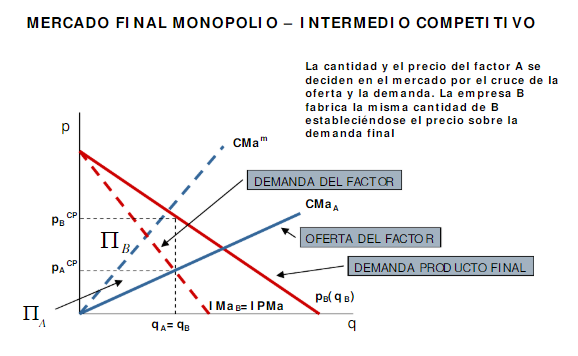 MERCADO FINAL MONOPOLIO – INTERMEDIO COMPETITIVO
La cantidad y el precio del factor A se
deciden en el mercado por el cruce de la
oferta y la demanda. La empresa B
fabrica la misma cantidad de B
estableciéndose el precio sobre la
demanda final
p
CMaᵐ
DEMANDA DEL FACTOR
CMa_A
p_B^CP
Π_B
OFERTA DEL FACTOR
p_A^CP
DEMANDA PRODUCTO FINAL
Π_A
IMa_B= IPMa
p_B(q_B)
q_A= q_B
q